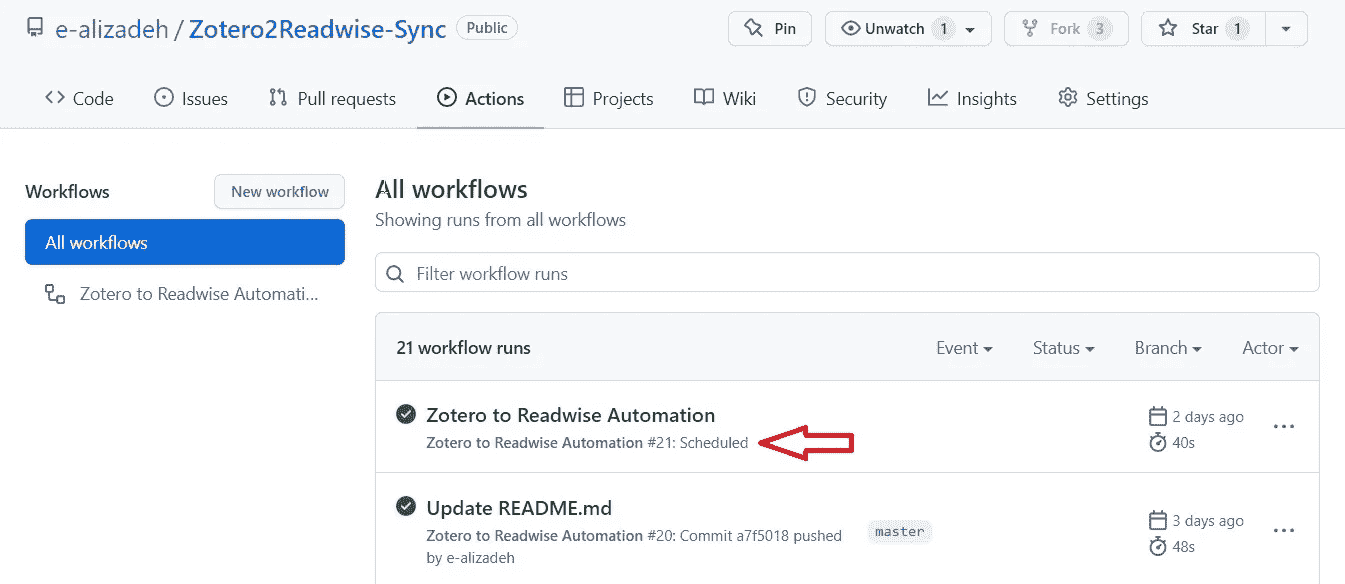 e-alizadeh / Zotero2Readwise-Sync Public Pin Unwatch 1 Fork 3 Star 1
Code Issues Pull requests Actions Projects Wiki Security Insights Settings
Workflows New workflow
All workflows
Zotero to Readwise Automati...
All workflows
Showing runs from all workflows
Filter workflow runs
21 workflow runs Event Status Branch Actor
Zotero to Readwise Automation 2 days ago
Zotero to Readwise Automation #21: Scheduled 40s
Update README.md
Zotero to Readwise Automation #20: Commit a7f5018 pushed
by e-alizadeh
master
3 days ago
48s